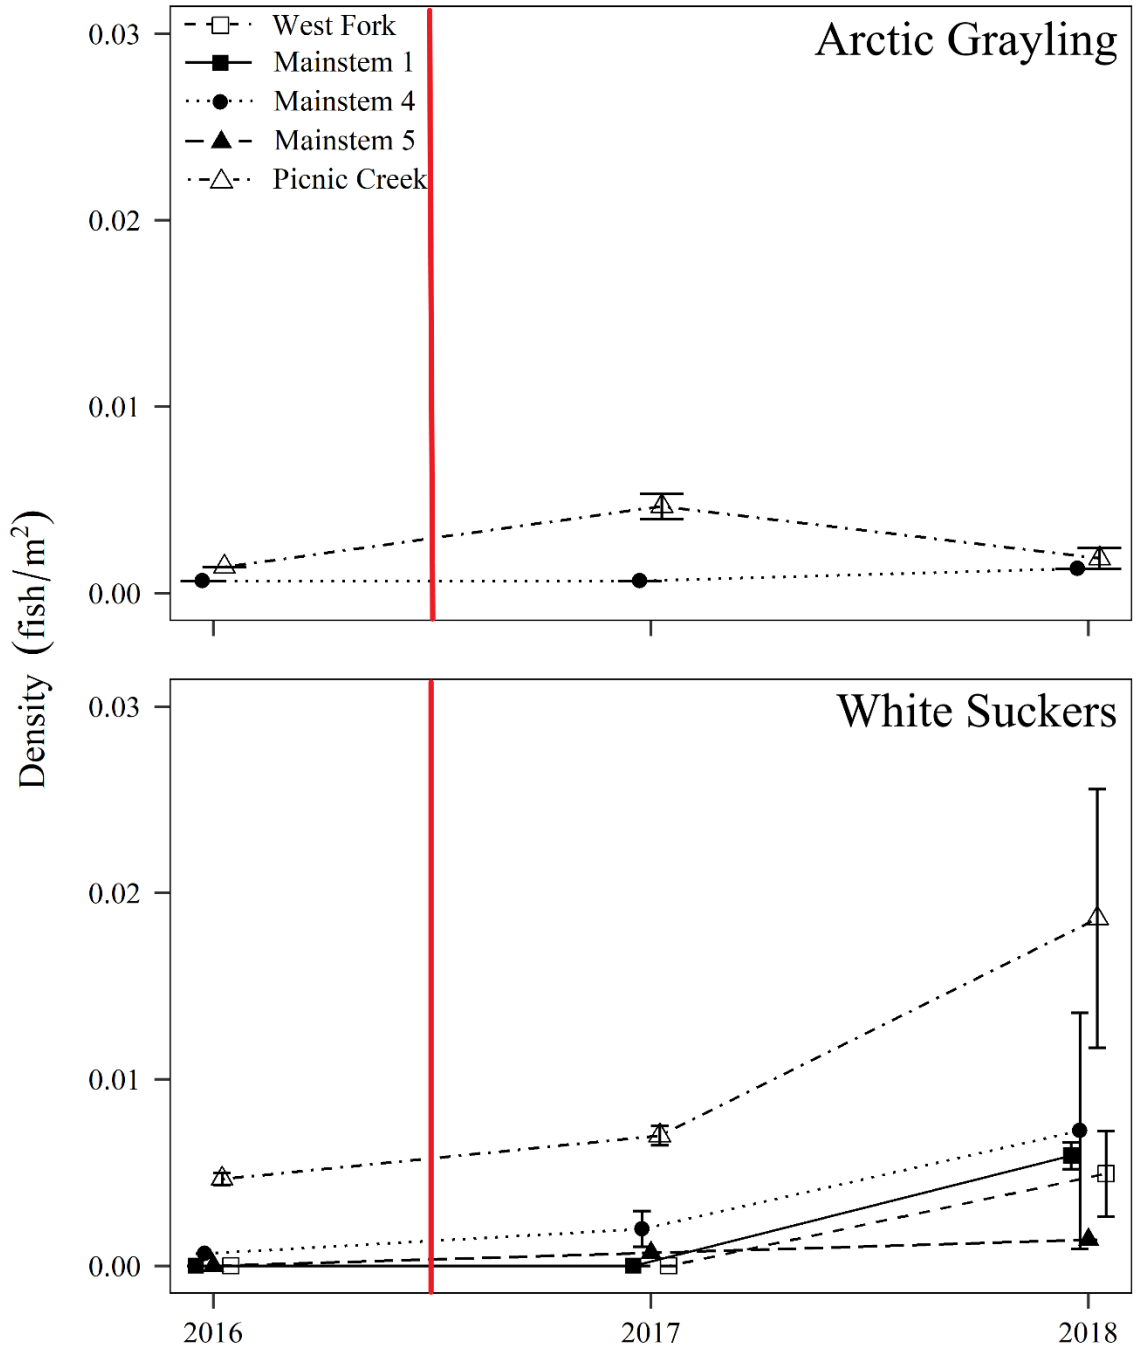 Arctic Grayling
West Fork
Mainstem 1
Mainstem 4
Mainstem 5
Picnic Creek
0.03
0.02
0.01
0.00
Density (fish/m²)
White Suckers
0.03
0.02
0.01
0.00
2016
2017
2018